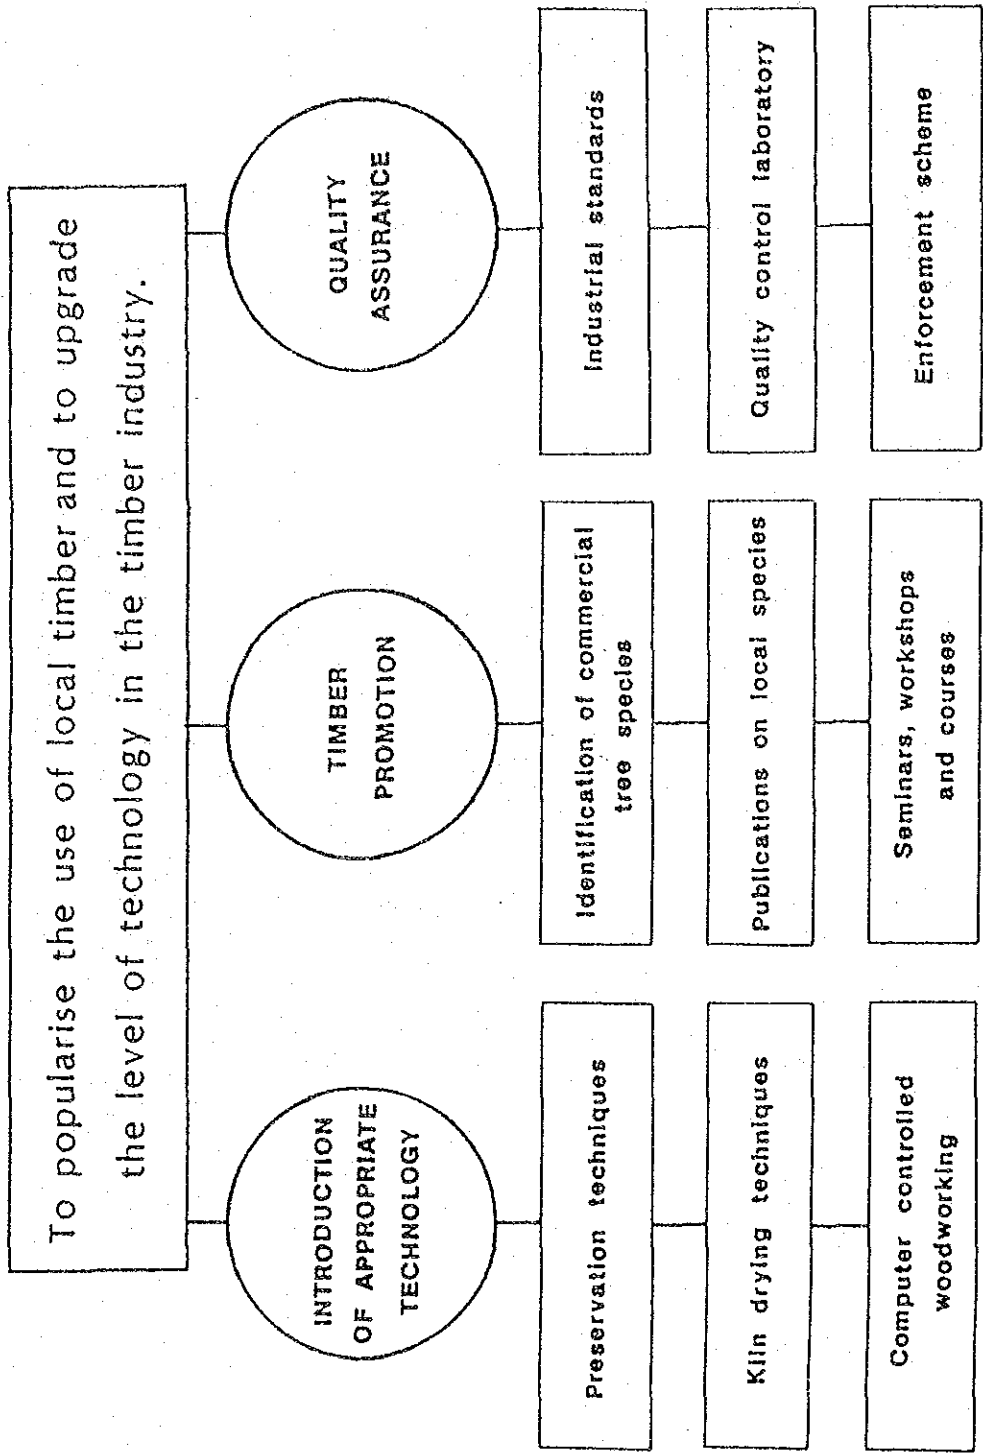 To popularise the use of local timber and to upgrade
the level of technology in the timber industry.
INTRODUCTION
OF APPROPRIATE
TECHNOLOGY
Preservation techniques
Kiln drying techniques
Computer controlled
woodworking
TIMBER
PROMOTION
Identification of commercial
tree species
Publications on local species
Seminars, workshops
and courses
QUALITY
ASSURANCE
Industrial standards
Quality control laboratory
Enforcement scheme